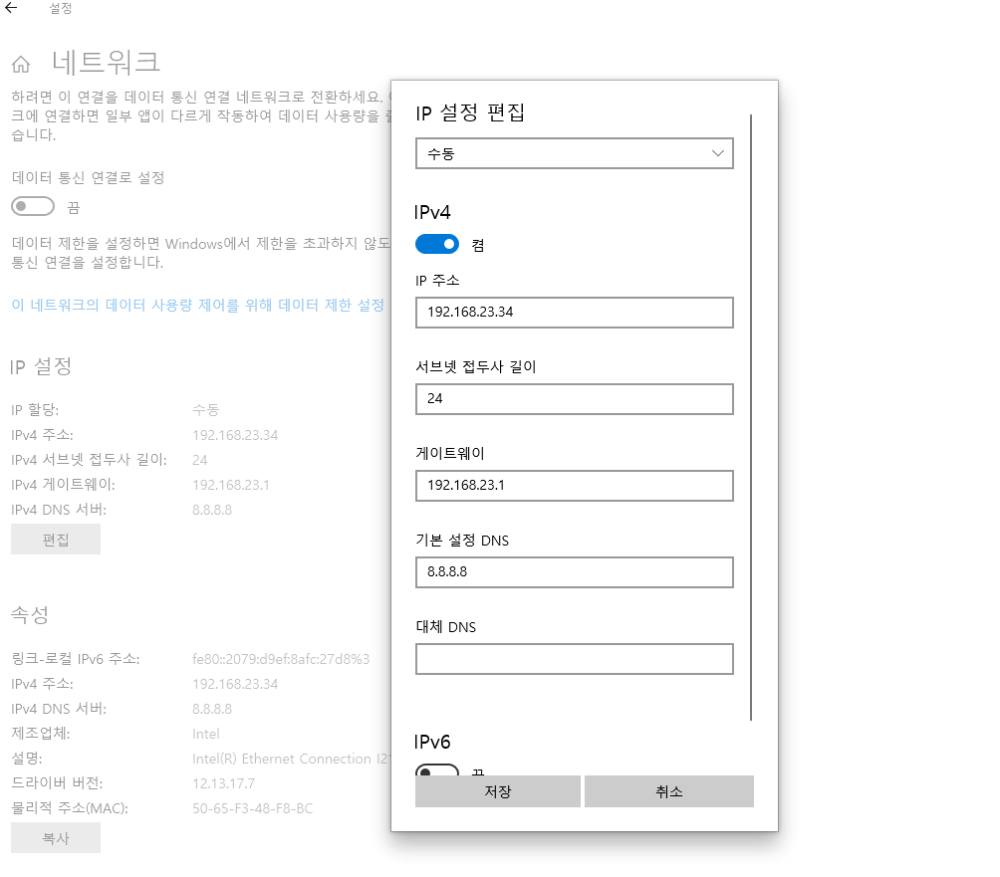 설정
네트워크
하려면 이 연결을 데이터 통신 연결 네트워크로 전환하세요.
크에 연결하면 일부 앱이 다르게 작동하여 데이터 사용량을
습니다.
데이터 통신 연결로 설정
끔
데이터 제한을 설정하면 Windows에서 제한을 초과하지 않도
통신 연결을 설정합니다.
이 네트워크의 데이터 사용량 제어를 위해 데이터 제한 설정
IP 설정
IP 할당: 수동
IPv4 주소: 192.168.23.34
IPv4 서브넷 접두사 길이: 24
IPv4 게이트웨이: 192.168.23.1
IPv4 DNS 서버: 8.8.8.8
편집
속성
링크-로컬 IPv6 주소: fe80::2079:d9ef:8afc:27d8%3
IPv4 주소: 192.168.23.34
IPv4 DNS 서버: 8.8.8.8
제조업체: Intel
설명: Intel(R) Ethernet Connection I2
드라이버 버전: 12.13.17.7
물리적 주소(MAC): 50-65-F3-48-F8-BC
복사
IP 설정 편집
수동
IPv4
켬
IP 주소
192.168.23.34
서브넷 접두사 길이
24
게이트웨이
192.168.23.1
기본 설정 DNS
8.8.8.8
대체 DNS
IPv6
끔
저장 취소